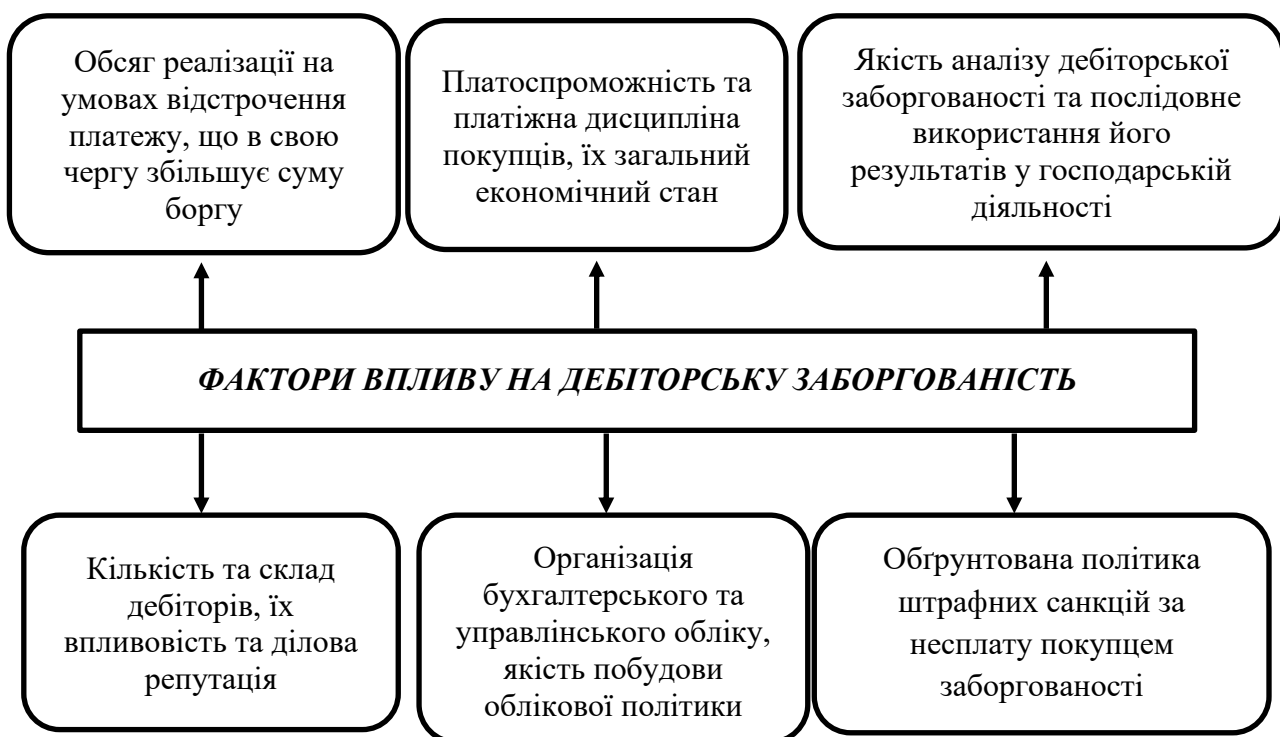 Обсяг реалізації на
умовах відстрочення
платежу, що в свою
чергу збільшує суму
боргу
Платоспроможність та
платіжна дисципліна
покупців, їх загальний
економічний стан
Якість аналізу дебіторської
заборгованості та послідовне
використання його
результатів у господарській
діяльності
ФАКТОРИ ВПЛИВУ НА ДЕБІТОРСЬКУ ЗАБОРГОВАНІСТЬ
Кількість та склад
дебіторів, їх
впливовість та ділова
репутація
Організація
бухгалтерського та
управлінського обліку,
якість побудови
облікової політики
Обґрунтована політика
штрафних санкцій за
несплату покупцем
заборгованості